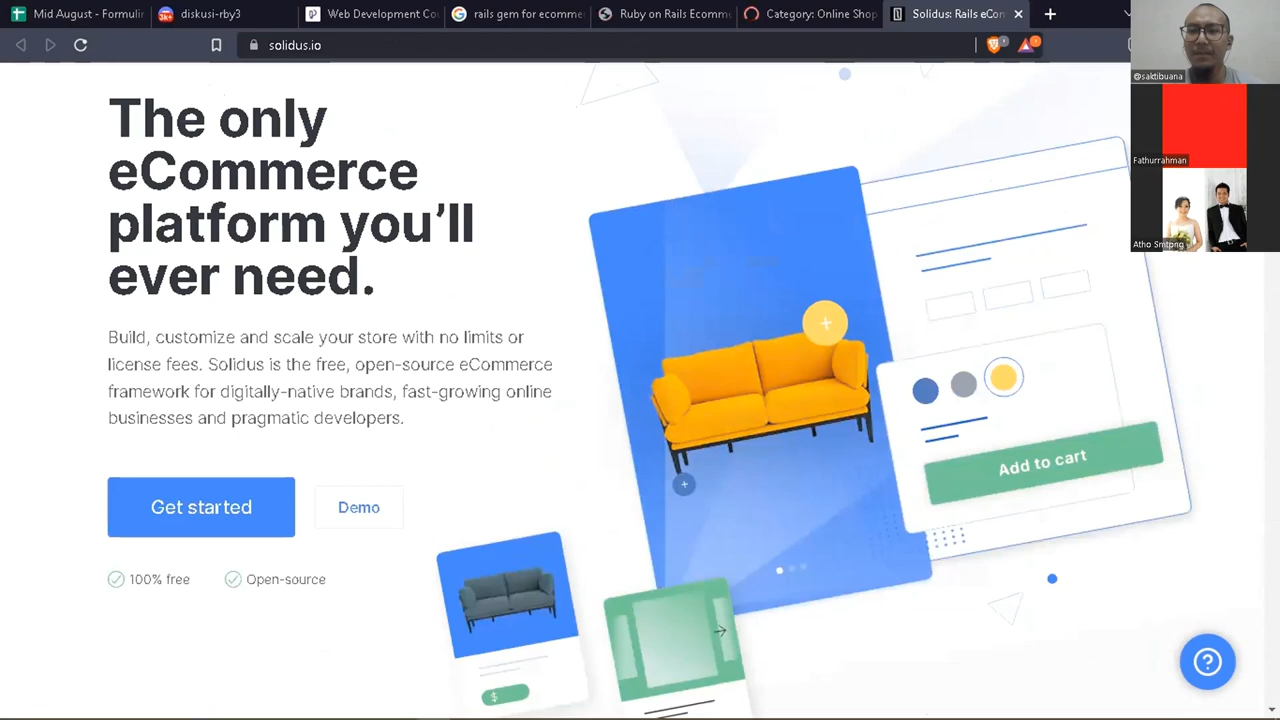 Mid August - Formulir
diskusi-rby3
Web Development Co
rails gem for ecomme
Ruby on Rails Ecomm
Category: Online Shop
Solidus: Rails eCom
solidus.io
@saktibuana
Fathurrahman
Atho Smtpng
The only
eCommerce
platform you’ll
ever need.
Build, customize and scale your store with no limits or
license fees. Solidus is the free, open-source eCommerce
framework for digitally-native brands, fast-growing online
businesses and pragmatic developers.
Get started
Demo
100% free
Open-source
Add to cart
$